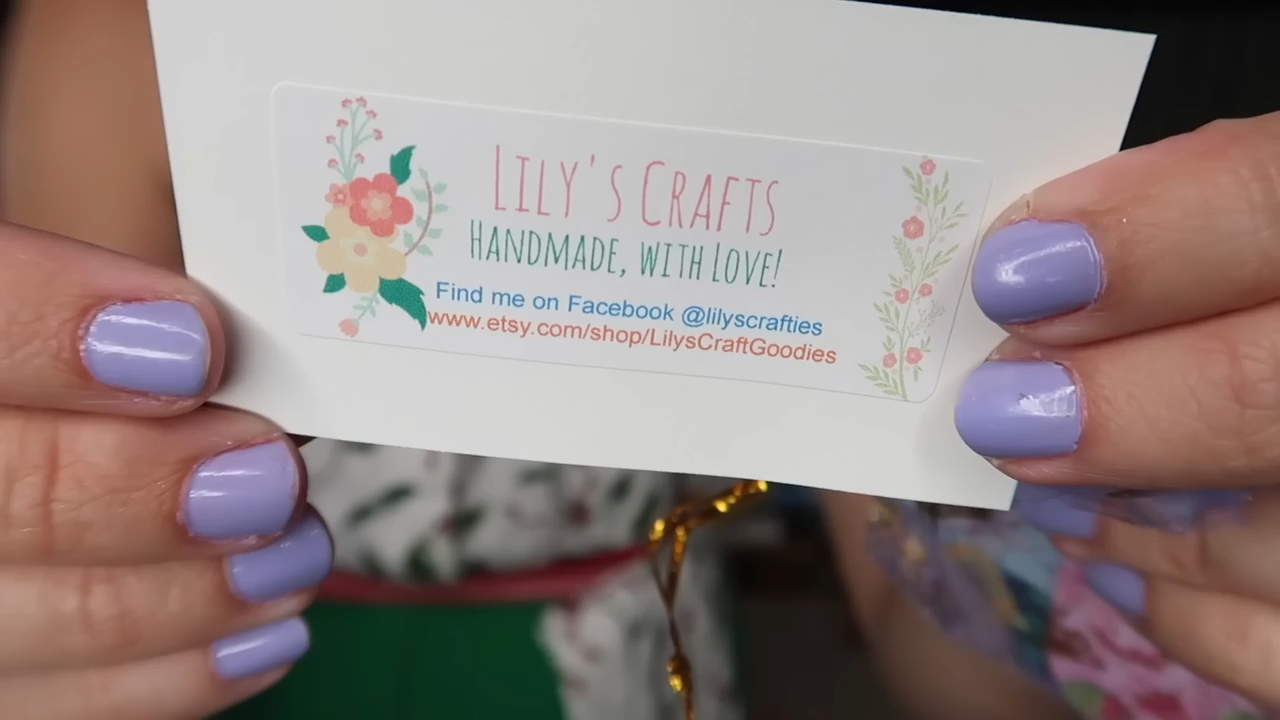 Lily's Crafts
Handmade, with Love!
Find me on Facebook @lilyscrafties
www.etsy.com/shop/LilysCraftGoodies